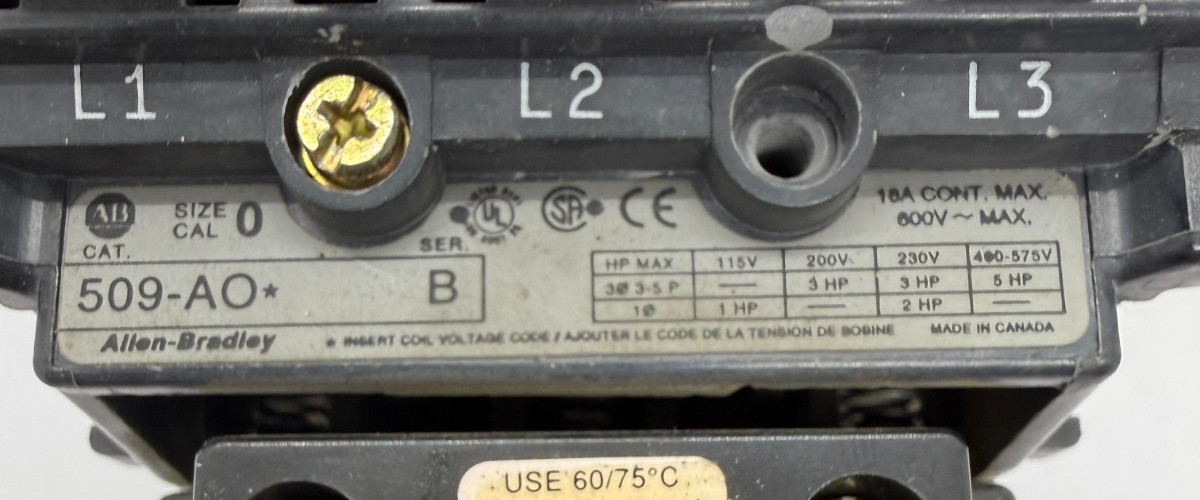 L1 L2 L3
AB SIZE 0
CAL
UL SA CE 18A CONT. MAX.
600V ~ MAX.
CAT. SER.
509-AO* B
HP MAX 115V 200V 230V 460-575V
3Ø 3-5 P — 3 HP 3 HP 5 HP
1Ø 1 HP — 2 HP —
Allen-Bradley * INSERT COIL VOLTAGE CODE / AJOUTER LE CODE DE LA TENSION DE BOBINE MADE IN CANADA
USE 60/75°C